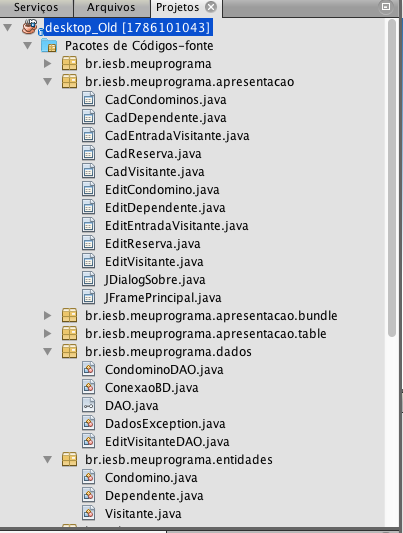 Serviços Arquivos Projetos
desktop_Old [1786101043]
Pacotes de Códigos-fonte
br.iesb.meuprograma
br.iesb.meuprograma.apresentacao
CadCondominos.java
CadDependente.java
CadEntradaVisitante.java
CadReserva.java
CadVisitante.java
EditCondomino.java
EditDependente.java
EditEntradaVisitante.java
EditReserva.java
EditVisitante.java
JDialogSobre.java
JFramePrincipal.java
br.iesb.meuprograma.apresentacao.bundle
br.iesb.meuprograma.apresentacao.table
br.iesb.meuprograma.dados
CondominoDAO.java
ConexaoBD.java
DAO.java
DadosException.java
EditVisitanteDAO.java
br.iesb.meuprograma.entidades
Condomino.java
Dependente.java
Visitante.java